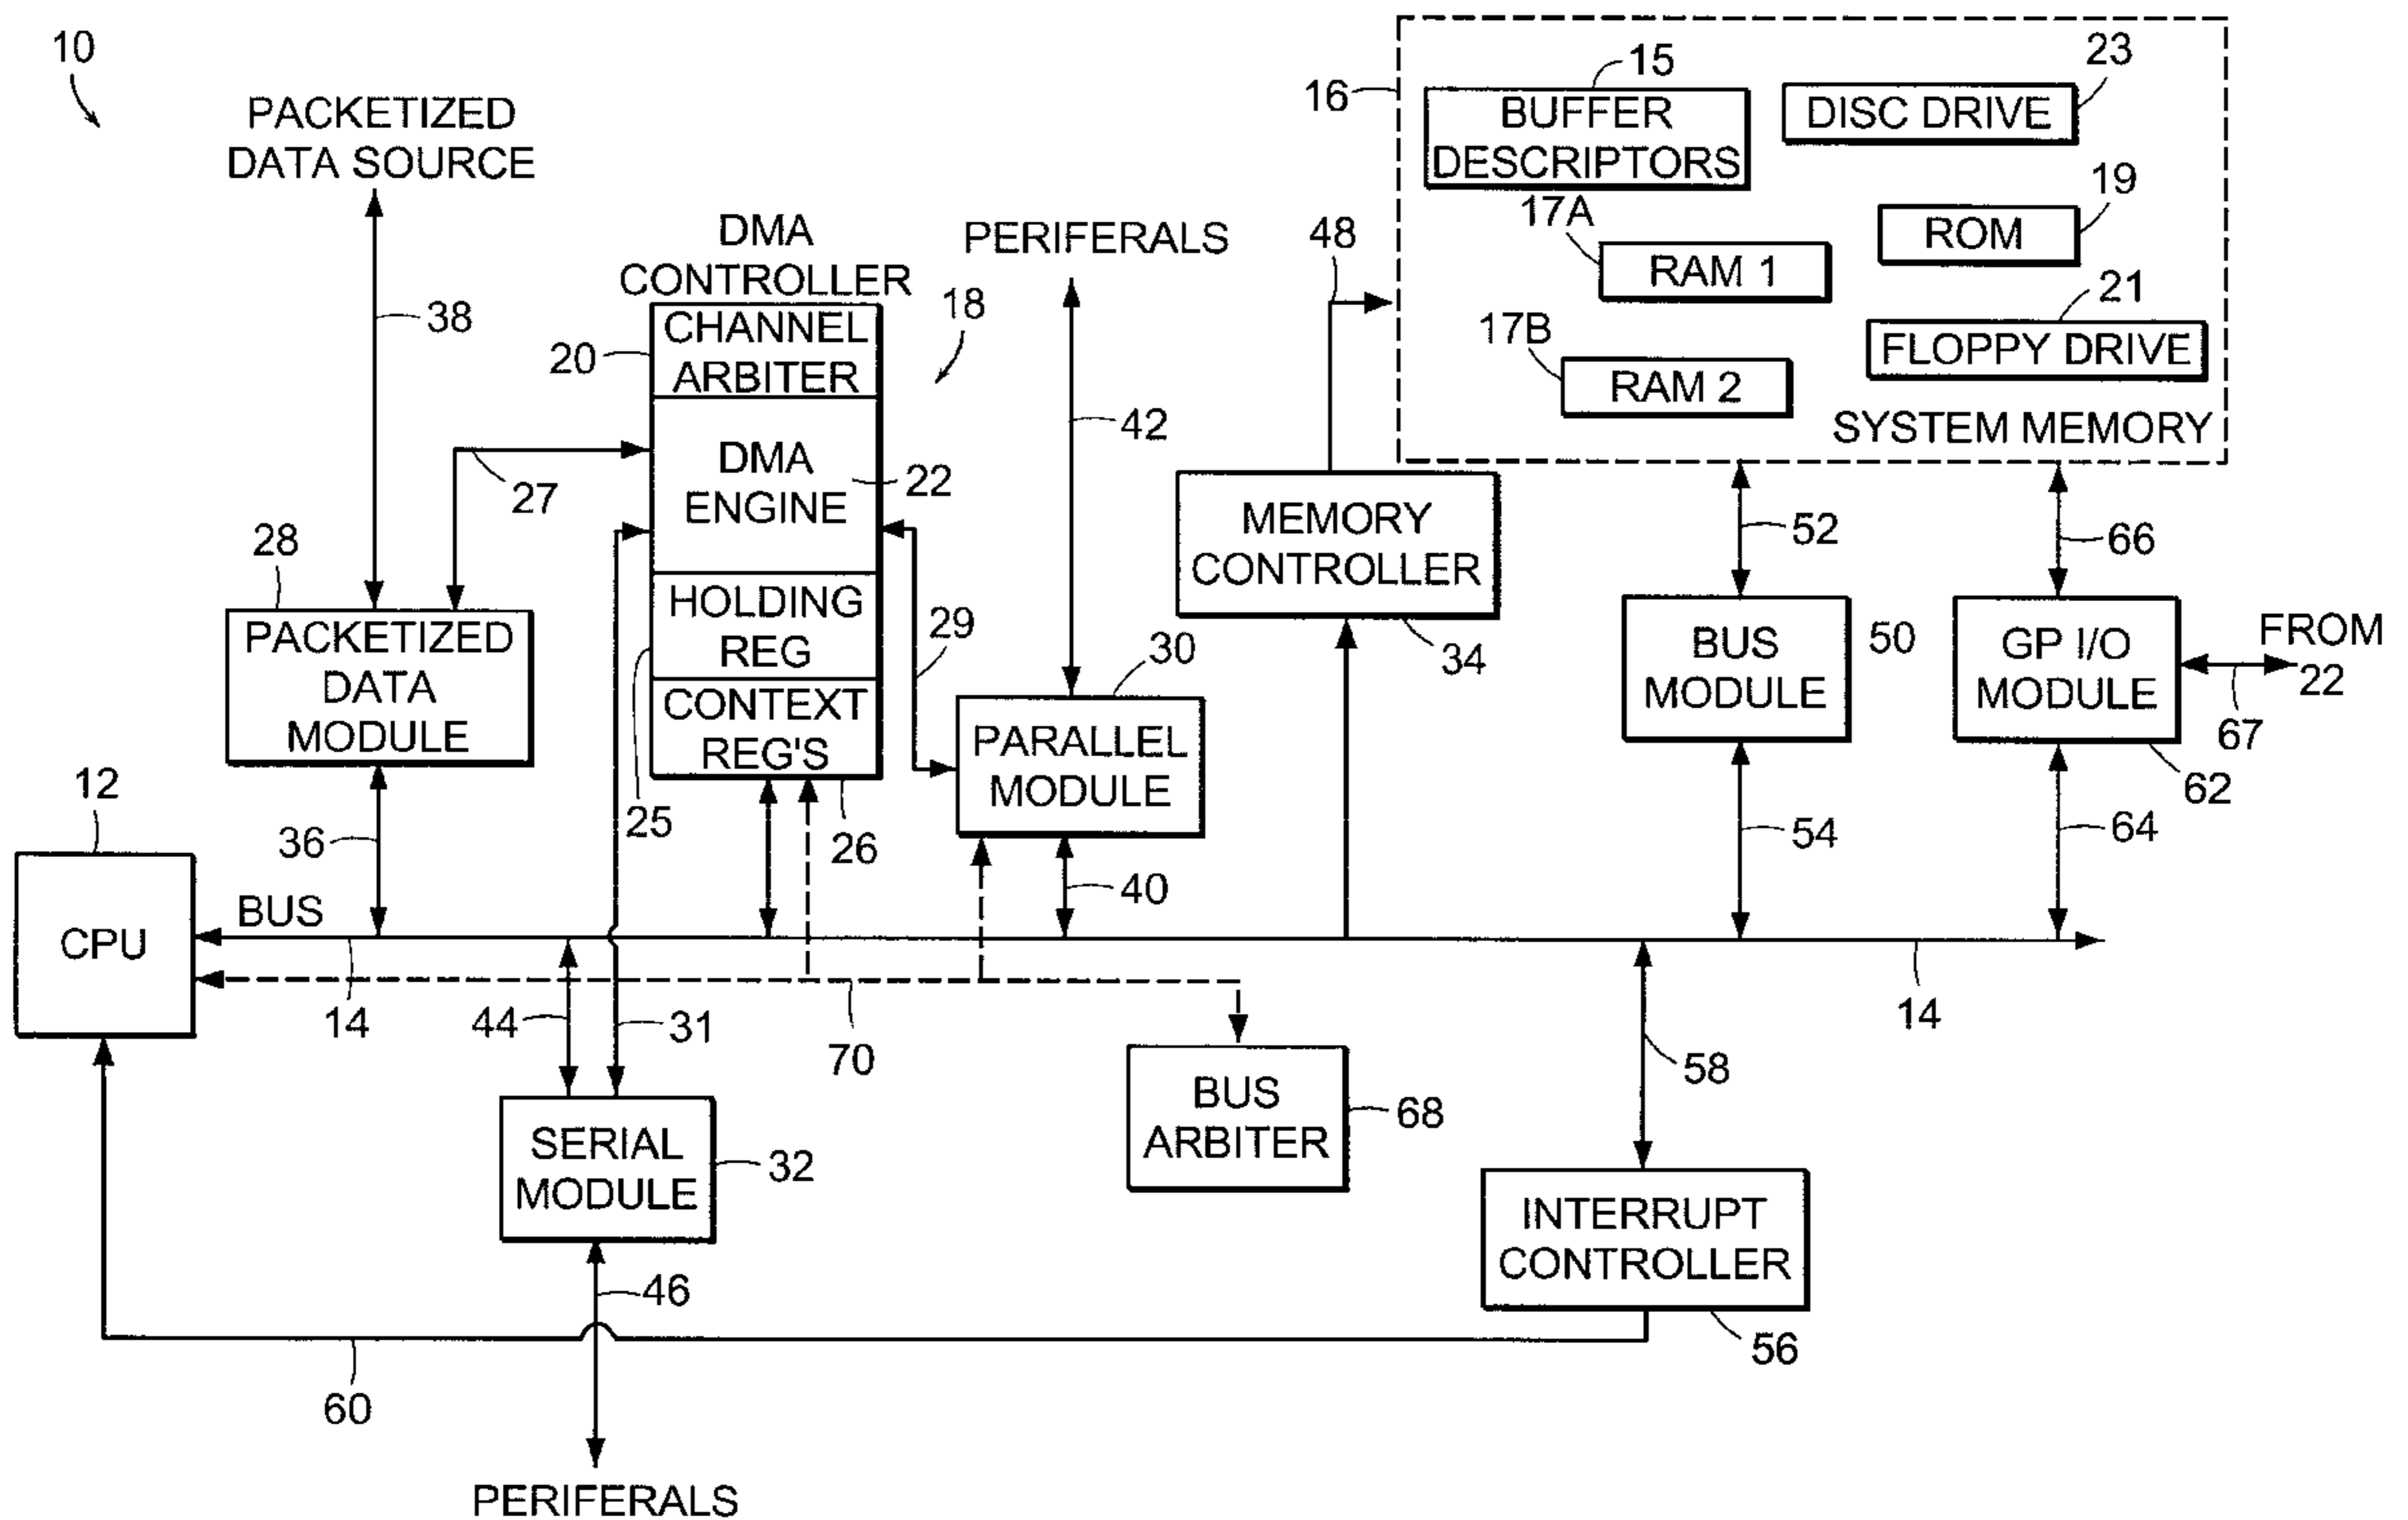 10
PACKETIZED
DATA SOURCE
38
27
28
PACKETIZED
DATA
MODULE
36
12
CPU
BUS
14
DMA
CONTROLLER
18
CHANNEL
ARBITER
20
DMA
ENGINE
22
HOLDING
REG
25
CONTEXT
REG'S
26
29
PERIFERALS
42
30
PARALLEL
MODULE
40
44
31
70
SERIAL
MODULE
32
46
PERIFERALS
60
48
MEMORY
CONTROLLER
34
16
15
BUFFER
DESCRIPTORS
23
DISC DRIVE
17A
RAM 1
19
ROM
17B
RAM 2
21
FLOPPY DRIVE
SYSTEM MEMORY
52
66
BUS
MODULE
50
GP I/O
MODULE
FROM
22
67
62
54
64
14
BUS
ARBITER
68
58
INTERRUPT
CONTROLLER
56